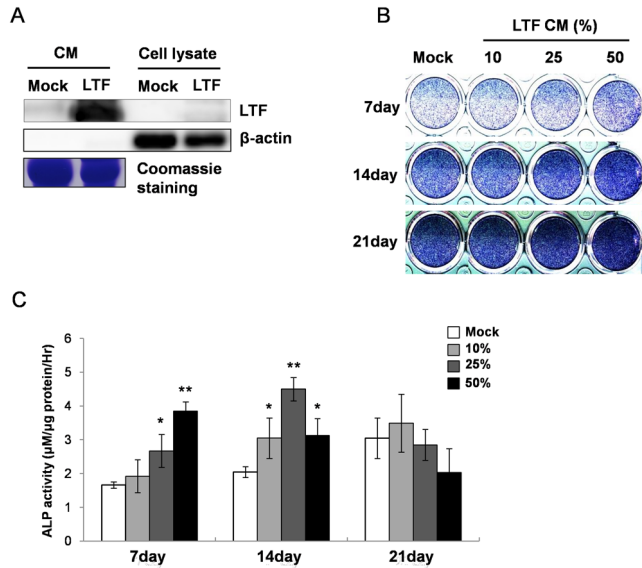 A
CM Cell lysate
Mock LTF Mock LTF
LTF
β-actin
Coomassie
staining
B
LTF CM (%)
Mock 10 25 50
7day
14day
21day
C
ALP activity (μM/μg protein/Hr)
6
5
4
3
2
1
0
* **
* ** *
Mock
10%
25%
50%
7day 14day 21day